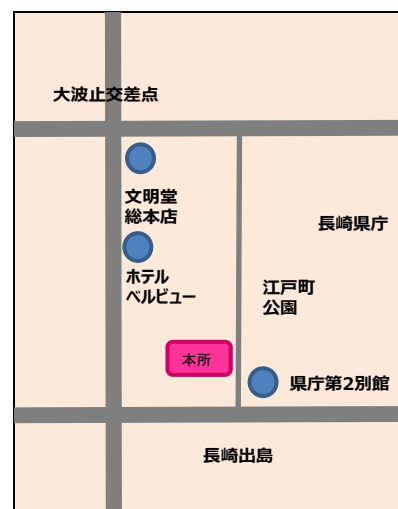 大波止交差点
文明堂
総本店
長崎県庁
ホテル
ベルビュー
江戸町
公園
本所
県庁第2別館
長崎出島